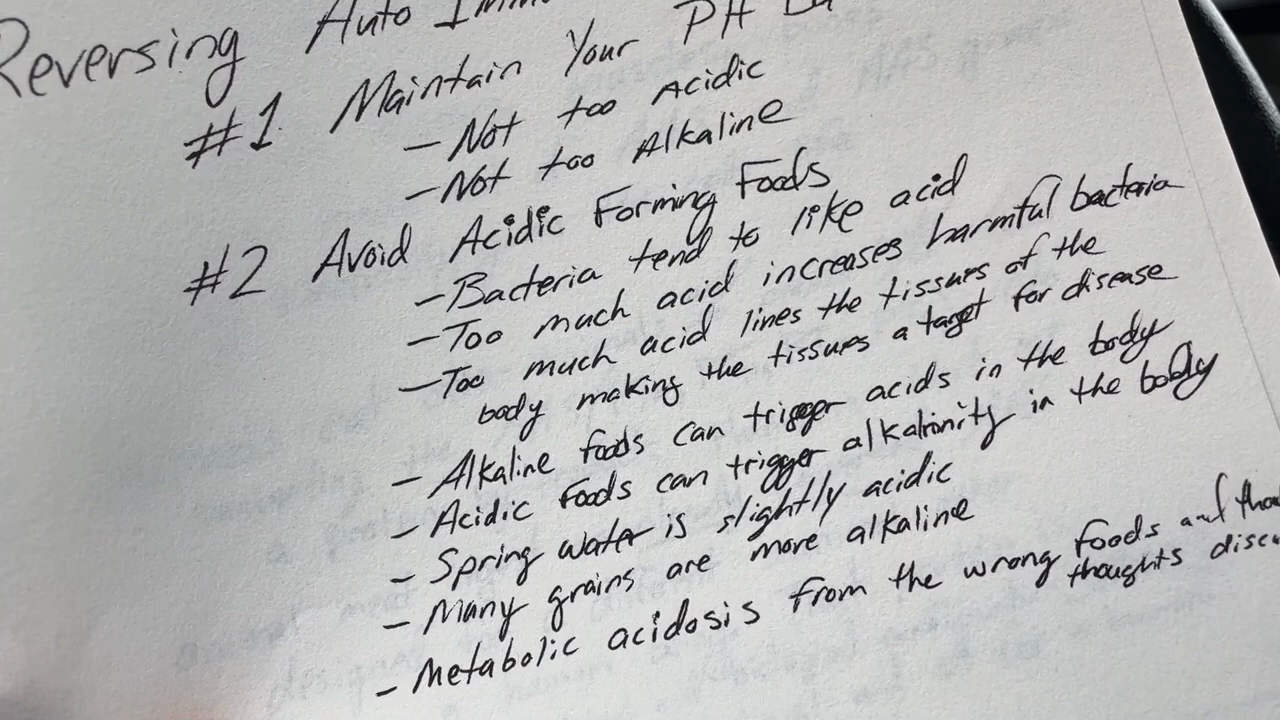 Reversing Auto
#1 Maintain Your PH
- Not too Acidic
- Not too Alkaline
#2 Avoid Acidic Forming Foods
- Bacteria tend to like acid
- Too much acid increases harmful bacteria
- Too much acid lines the tissues of the
body making the tissues a target for disease
- Alkaline foods can trigger acids in the body
- Acidic Foods can trigger alkalronity in the body
- Spring water is slightly acidic
- Many grains are more alkaline
- Metabolic acidosis from the wrong foods and
thoughts